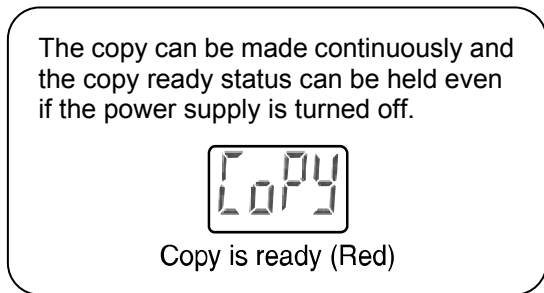 The copy can be made continuously and
the copy ready status can be held even
if the power supply is turned off.
CoPy
Copy is ready (Red)